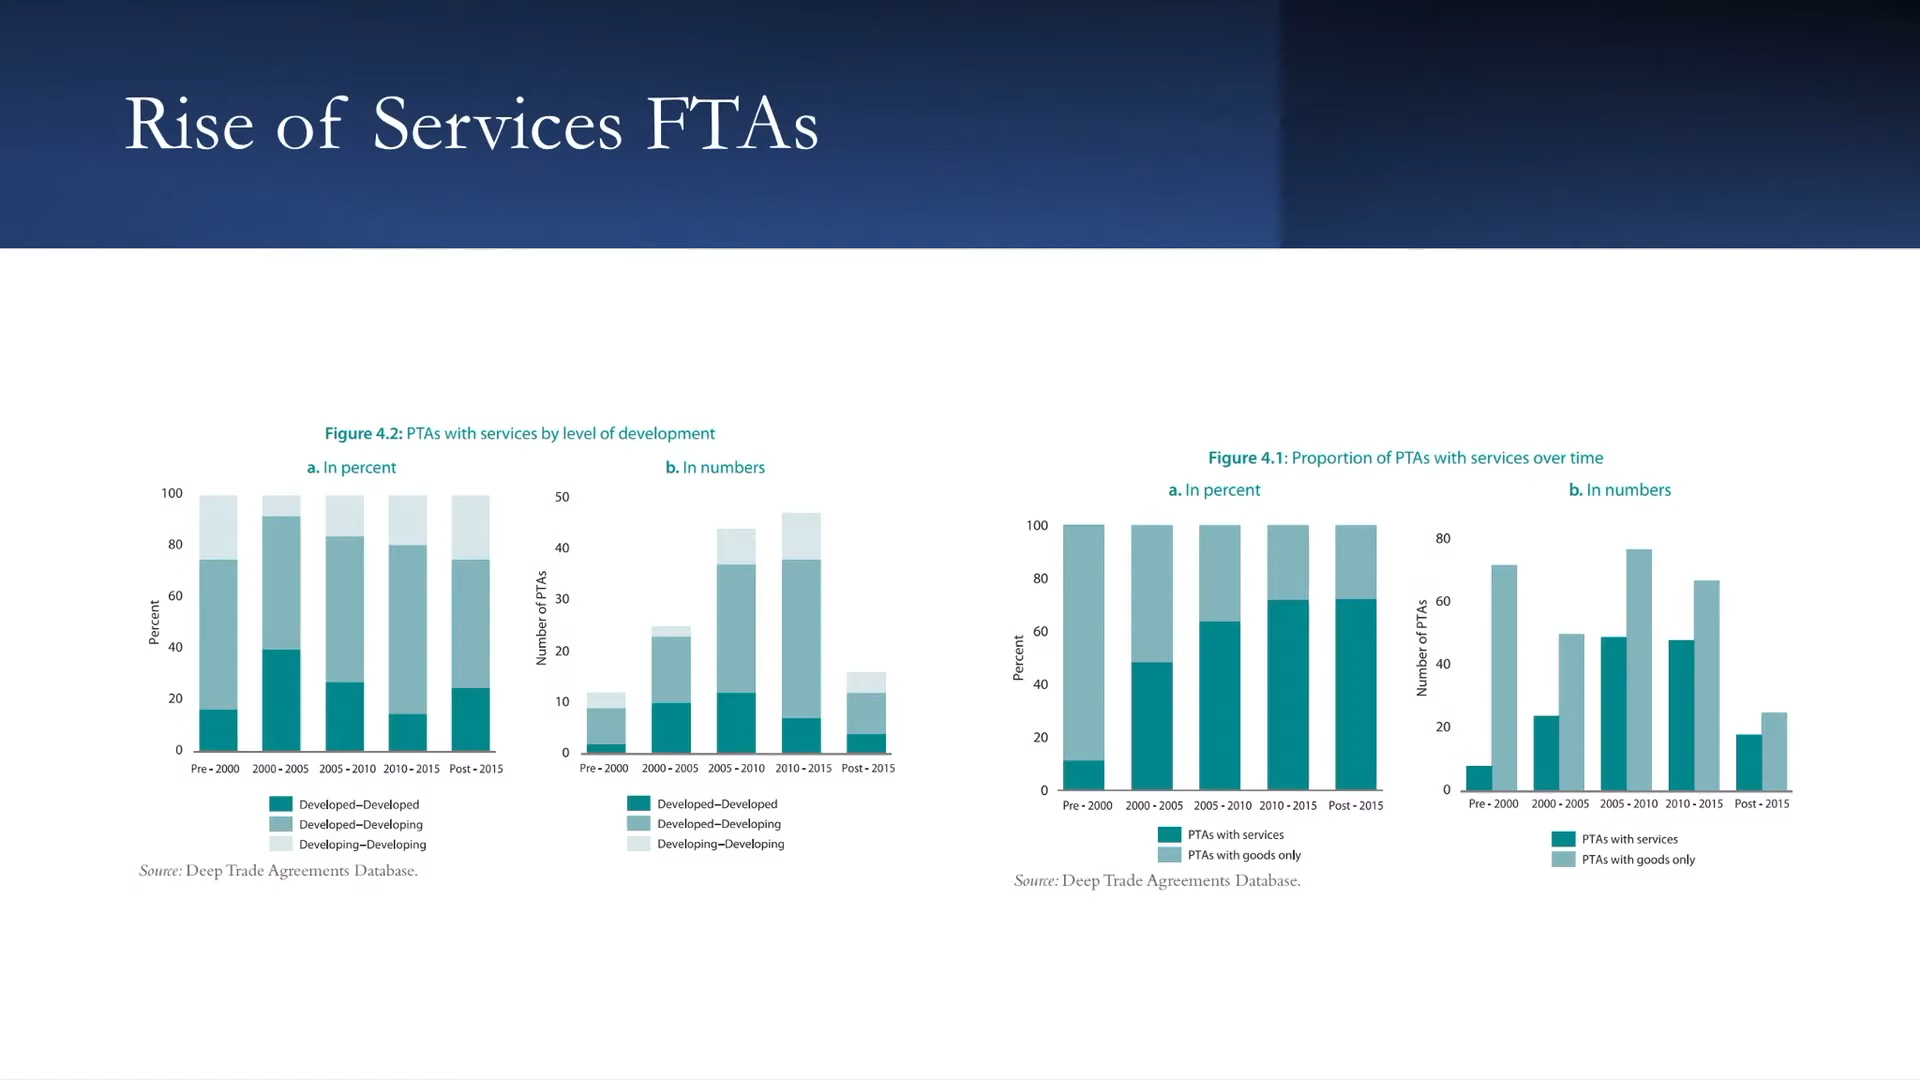 Rise of Services FTAs
Figure 4.2: PTAs with services by level of development
a. In percent
100
80
60
40
20
0
Percent
Pre - 2000 2000 - 2005 2005 - 2010 2010 - 2015 Post - 2015
Developed–Developed
Developed–Developing
Developing–Developing
b. In numbers
50
40
30
20
10
0
Number of PTAs
Pre - 2000 2000 - 2005 2005 - 2010 2010 - 2015 Post - 2015
Developed–Developed
Developed–Developing
Developing–Developing
Source: Deep Trade Agreements Database.
Figure 4.1: Proportion of PTAs with services over time
a. In percent
100
80
60
40
20
0
Percent
Pre - 2000 2000 - 2005 2005 - 2010 2010 - 2015 Post - 2015
PTAs with services
PTAs with goods only
b. In numbers
80
60
40
20
0
Number of PTAs
Pre - 2000 2000 - 2005 2005 - 2010 2010 - 2015 Post - 2015
PTAs with services
PTAs with goods only
Source: Deep Trade Agreements Database.